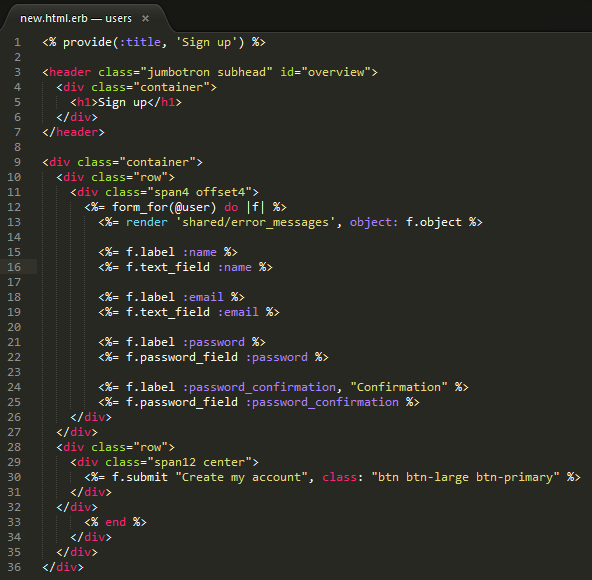 new.html.erb — users ×
1 <% provide(:title, 'Sign up') %>
2
3 <header class="jumbotron subhead" id="overview">
4   <div class="container">
5     <h1>Sign up</h1>
6   </div>
7 </header>
8
9 <div class="container">
10   <div class="row">
11     <div class="span4 offset4">
12       <%= form_for(@user) do |f| %>
13         <%= render 'shared/error_messages', object: f.object %>
14
15         <%= f.label :name %>
16         <%= f.text_field :name %>
17
18         <%= f.label :email %>
19         <%= f.text_field :email %>
20
21         <%= f.label :password %>
22         <%= f.password_field :password %>
23
24         <%= f.label :password_confirmation, "Confirmation" %>
25         <%= f.password_field :password_confirmation %>
26     </div>
27   </div>
28   <div class="row">
29     <div class="span12 center">
30       <%= f.submit "Create my account", class: "btn btn-large btn-primary" %>
31     </div>
32   </div>
33       <% end %>
34     </div>
35   </div>
36 </div>